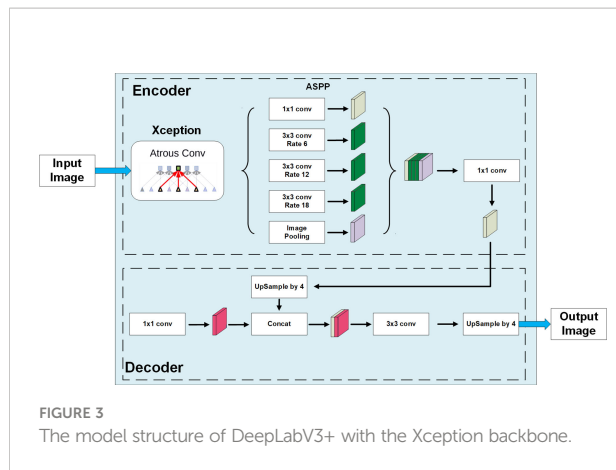 Encoder
ASPP
Xception
Atrous Conv
Input
Image
1x1 conv
3x3 conv
Rate 6
3x3 conv
Rate 12
3x3 conv
Rate 18
Image
Pooling
1x1 conv
UpSample by 4
1x1 conv
Concat
3x3 conv
UpSample by 4
Output
Image
Decoder
FIGURE 3
The model structure of DeepLabV3+ with the Xception backbone.